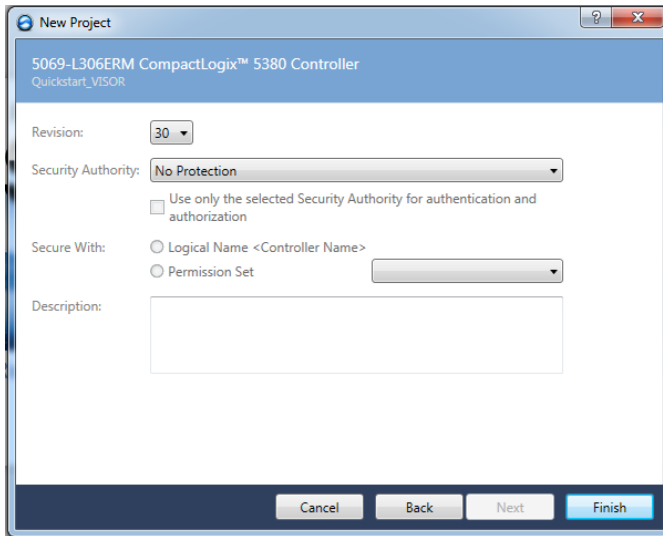 New Project
5069-L306ERM CompactLogix™ 5380 Controller
Quickstart_VISOR
Revision:
30
Security Authority:
No Protection
Use only the selected Security Authority for authentication and
authorization
Secure With:
Logical Name <Controller Name>
Permission Set
Description:
Cancel
Back
Next
Finish